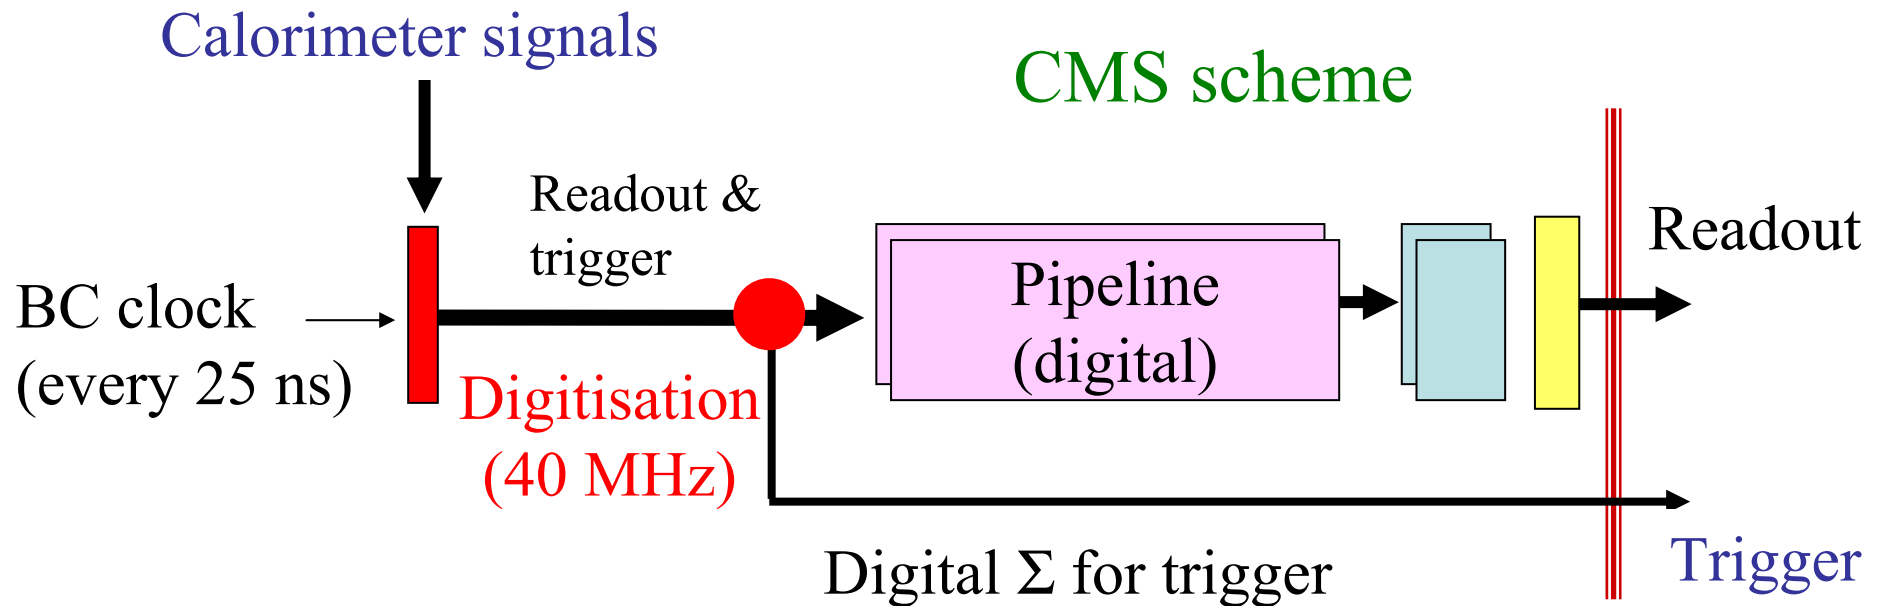 Calorimeter signals
CMS scheme
Readout &
trigger
Readout
BC clock
(every 25 ns)
Pipeline
(digital)
Digitisation
(40 MHz)
Digital Σ for trigger
Trigger